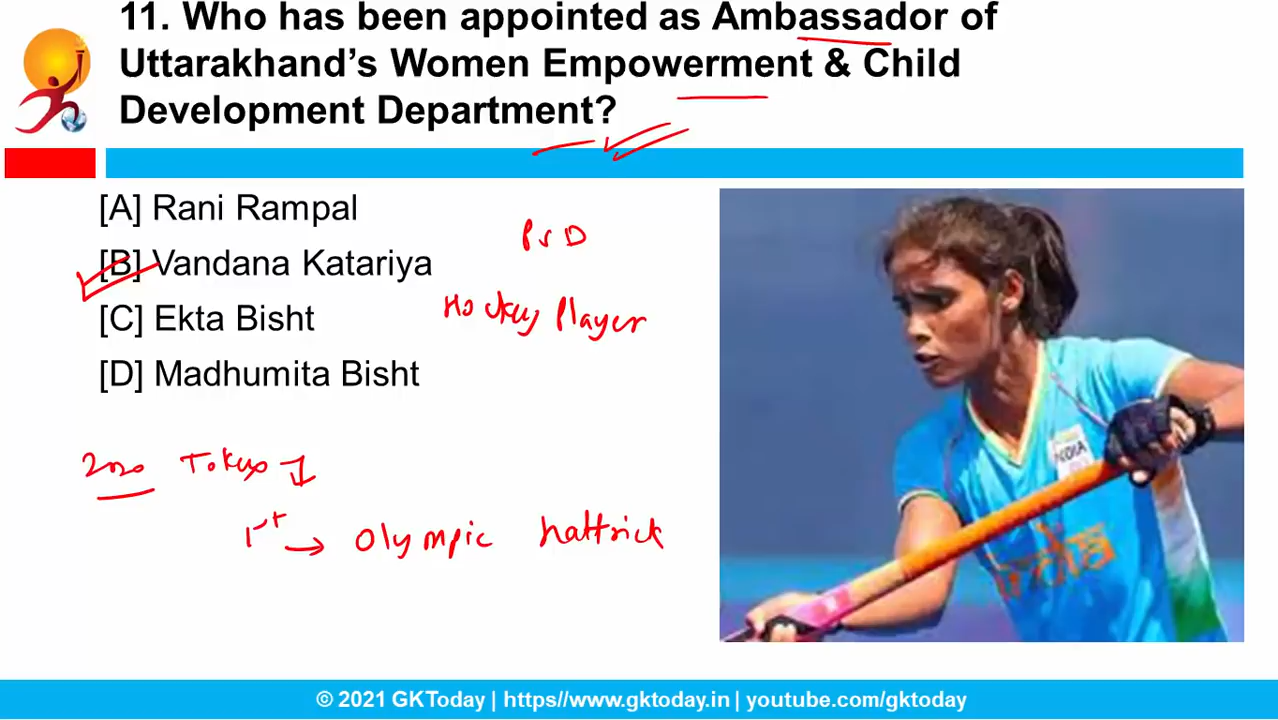 11. Who has been appointed as Ambassador of
Uttarakhand's Women Empowerment & Child
Development Department?
[A] Rani Rampal
[B] Vandana Katariya
[C] Ekta Bisht
[D] Madhumita Bisht
Hockey Player
2020 Tokyo
1st → Olympic hattrick
INDIA
© 2021 GKToday | https//www.gktoday.in | youtube.com/gktoday